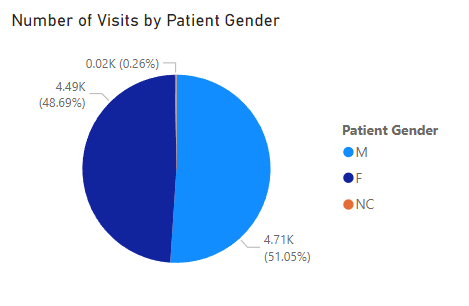 Number of Visits by Patient Gender
0.02K (0.26%)
4.49K
(48.69%)
4.71K
(51.05%)
Patient Gender
M
F
NC